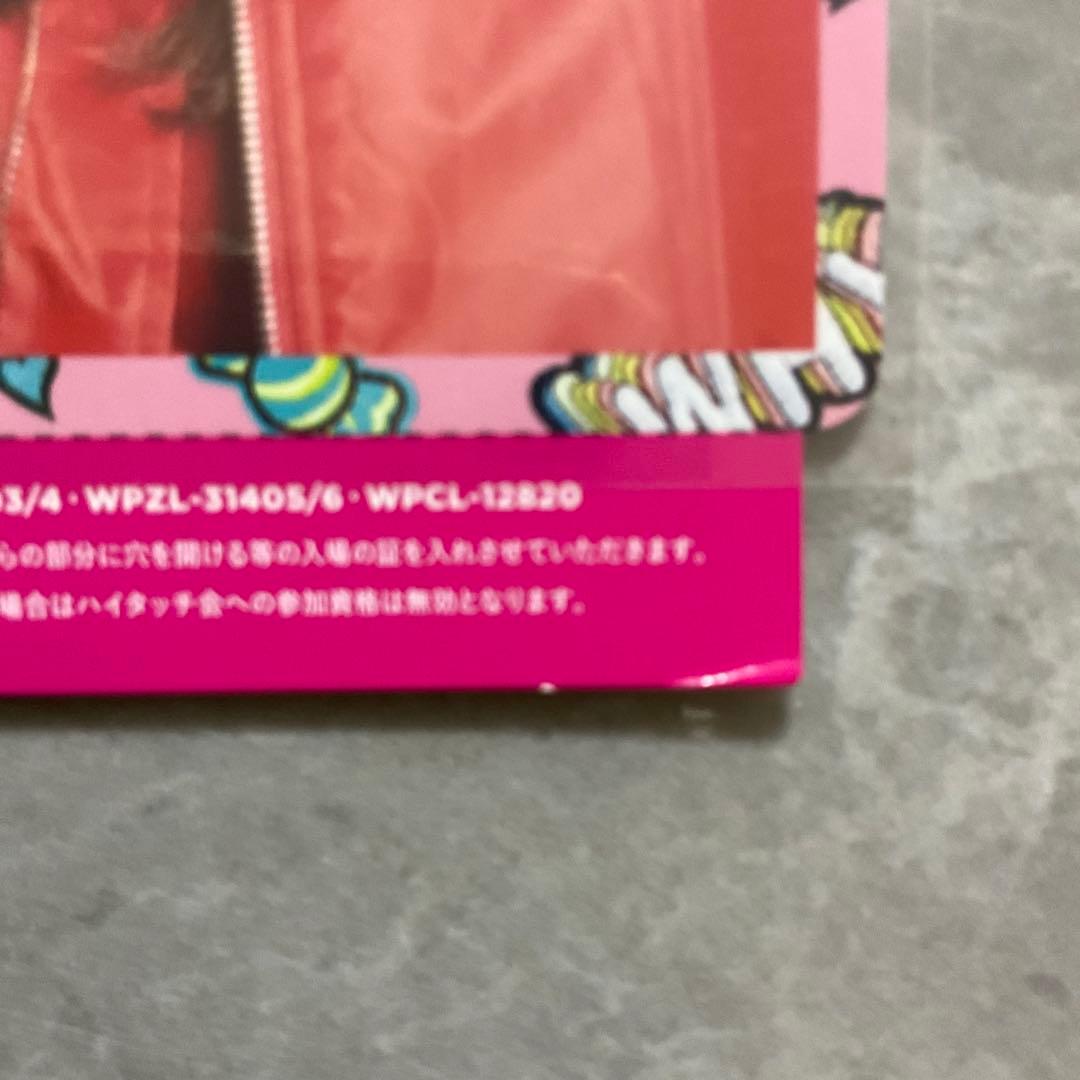 3/4・WPZL-31405/6・WPCL-12820
らの部分に穴を開ける等の入場の証を入れさせていただきます。
場合はハイタッチ会への参加資格は無効となります。